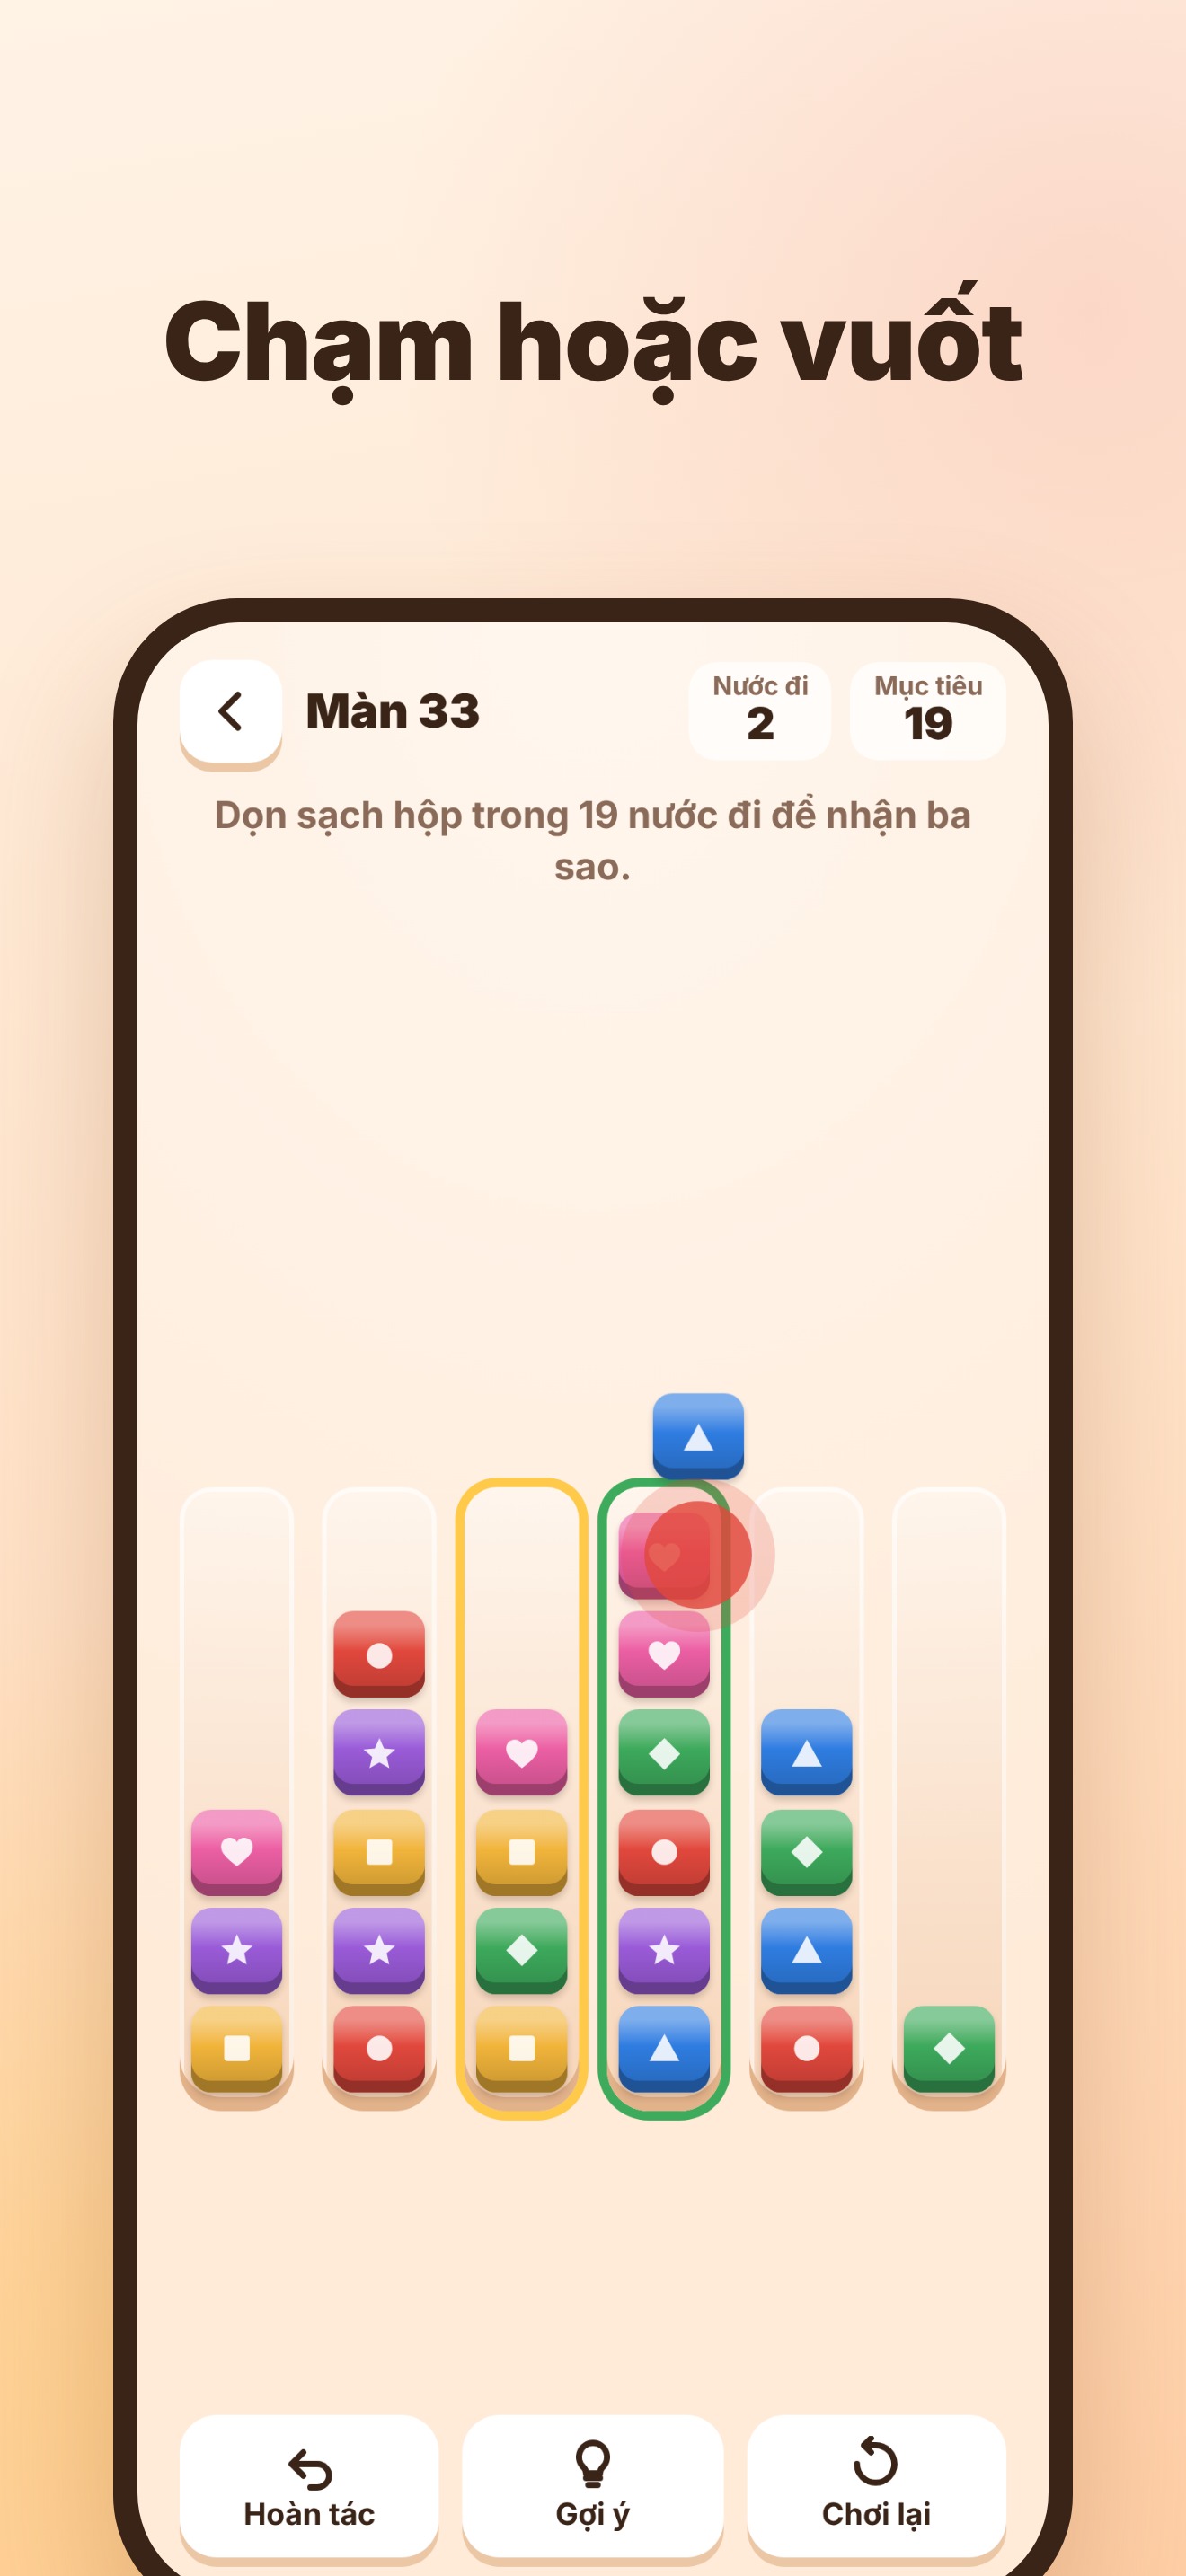 Chạm hoặc vuốt
Màn 33
Nước đi
2
Mục tiêu
19
Dọn sạch hộp trong 19 nước đi để nhận ba
sao.
Hoàn tác
Gợi ý
Chơi lại